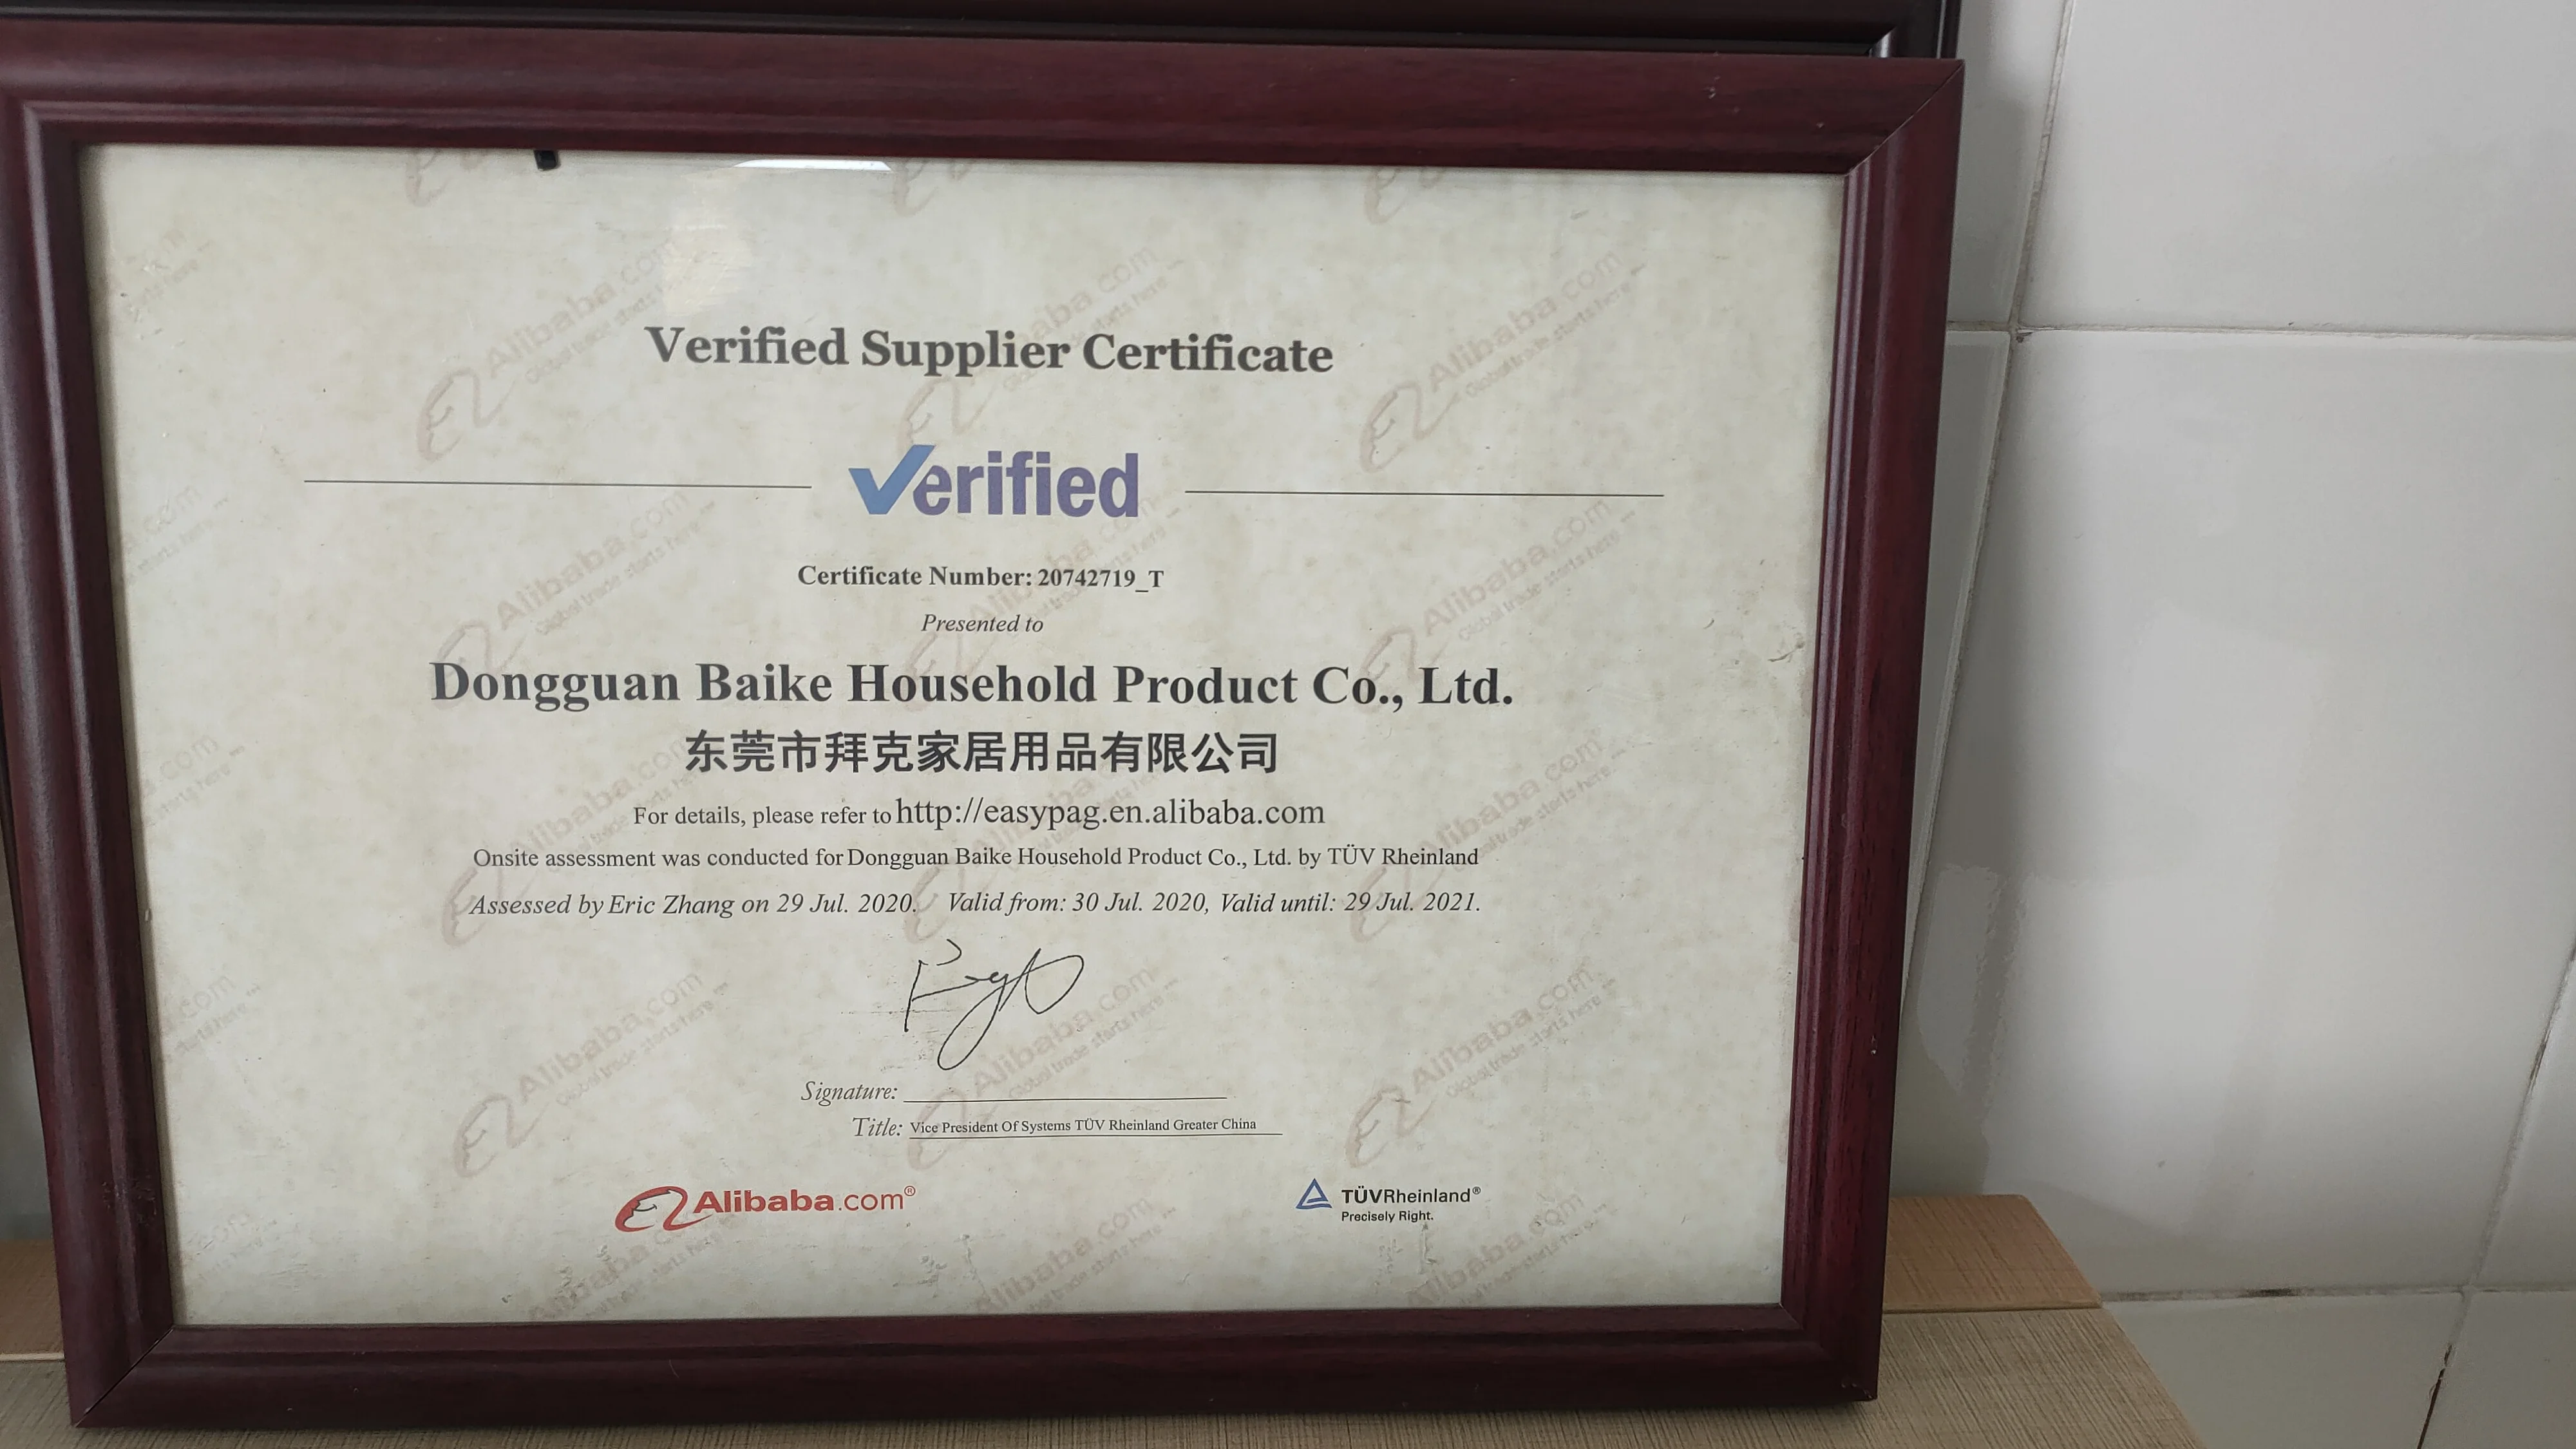 Verified Supplier Certificate
Verified
Certificate Number: 20742719_T
Presented to
Dongguan Baike Household Product Co., Ltd.
东莞市拜克家居用品有限公司
For details, please refer to http://easypag.en.alibaba.com
Onsite assessment was conducted for Dongguan Baike Household Product Co., Ltd. by TÜV Rheinland
Assessed by Eric Zhang on 29 Jul. 2020. Valid from: 30 Jul. 2020, Valid until: 29 Jul. 2021.
Signature:
Title: Vice President Of Systems TÜV Rheinland Greater China
Alibaba.com®
TÜVRheinland®
Precisely Right.